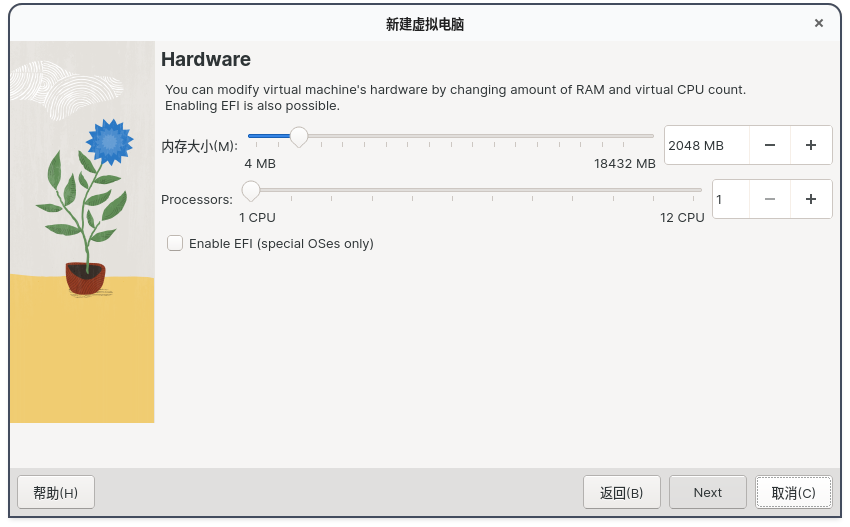 新建虚拟电脑
Hardware
You can modify virtual machine's hardware by changing amount of RAM and virtual CPU count.
Enabling EFI is also possible.
内存大小(M):
2048 MB
4 MB
18432 MB
Processors:
1
1 CPU
12 CPU
Enable EFI (special OSes only)
帮助(H)
返回(B)
Next
取消(C)